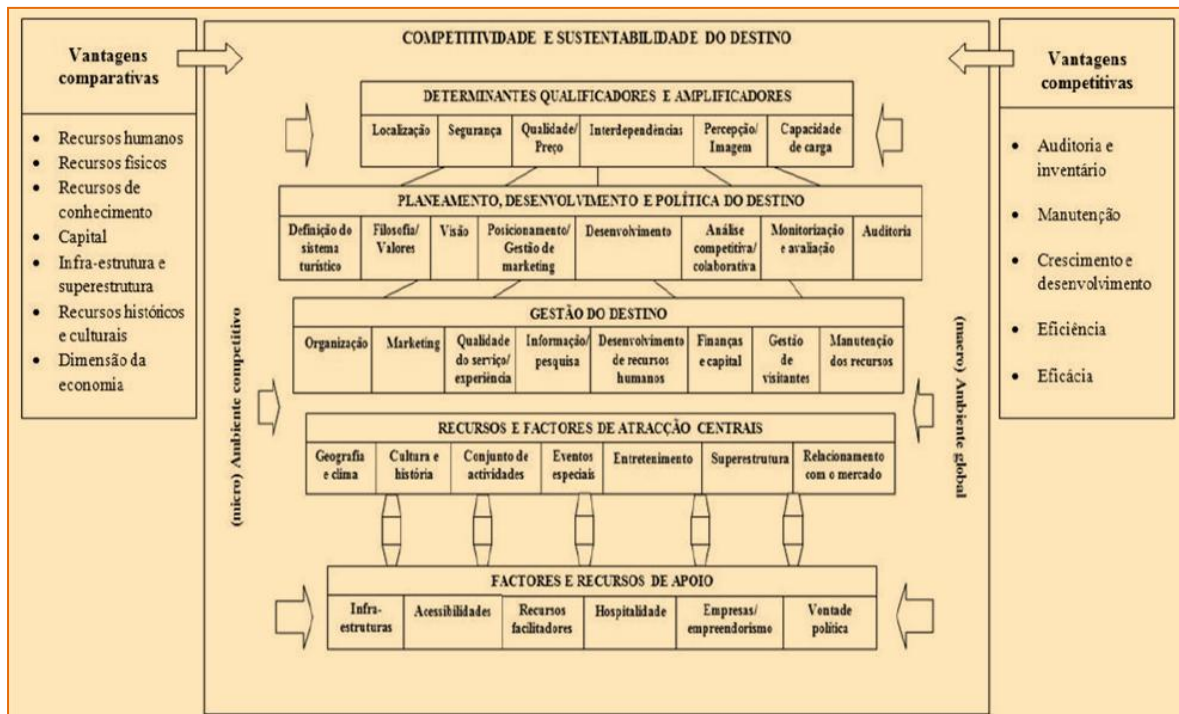 Vantagens
comparativas
• Recursos humanos
• Recursos físicos
• Recursos de
conhecimento
• Capital
• Infra-estrutura e
superestrutura
• Recursos históricos
e culturais
• Dimensão da
economia
COMPETITIVIDADE E SUSTENTABILIDADE DO DESTINO
DETERMINANTES QUALIFICADORES E AMPLIFICADORES
Localização
Segurança
Qualidade/
Preço
Interdependências
Percepção/
Imagem
Capacidade
de carga
PLANEAMENTO, DESENVOLVIMENTO E POLÍTICA DO DESTINO
Definição do
sistema
turístico
Filosofia/
Valores
Visão
Posicionamento/
Gestão de
marketing
Desenvolvimento
Análise
competitiva/
colaborativa
Monitorização
e avaliação
Auditoria
GESTÃO DO DESTINO
Organização
Marketing
Qualidade
do serviço/
experiência
Informação/
pesquisa
Desenvolvimento
de recursos
humanos
Finanças
e capital
Gestão
de
visitantes
Manutenção
dos recursos
RECURSOS E FACTORES DE ATRACÇÃO CENTRAIS
Geografia
e clima
Cultura e
história
Conjunto de
actividades
Eventos
especiais
Entretenimento
Superestrutura
Relacionamento
com o mercado
FACTORES E RECURSOS DE APOIO
Infra-
estruturas
Acessibilidades
Recursos
facilitadores
Hospitalidade
Empresas/
empreendorismo
Vontade
política
(micro) Ambiente competitivo
(macro) Ambiente global
Vantagens
competitivas
• Auditoria e
inventário
• Manutenção
• Crescimento e
desenvolvimento
• Eficiência
• Eficácia